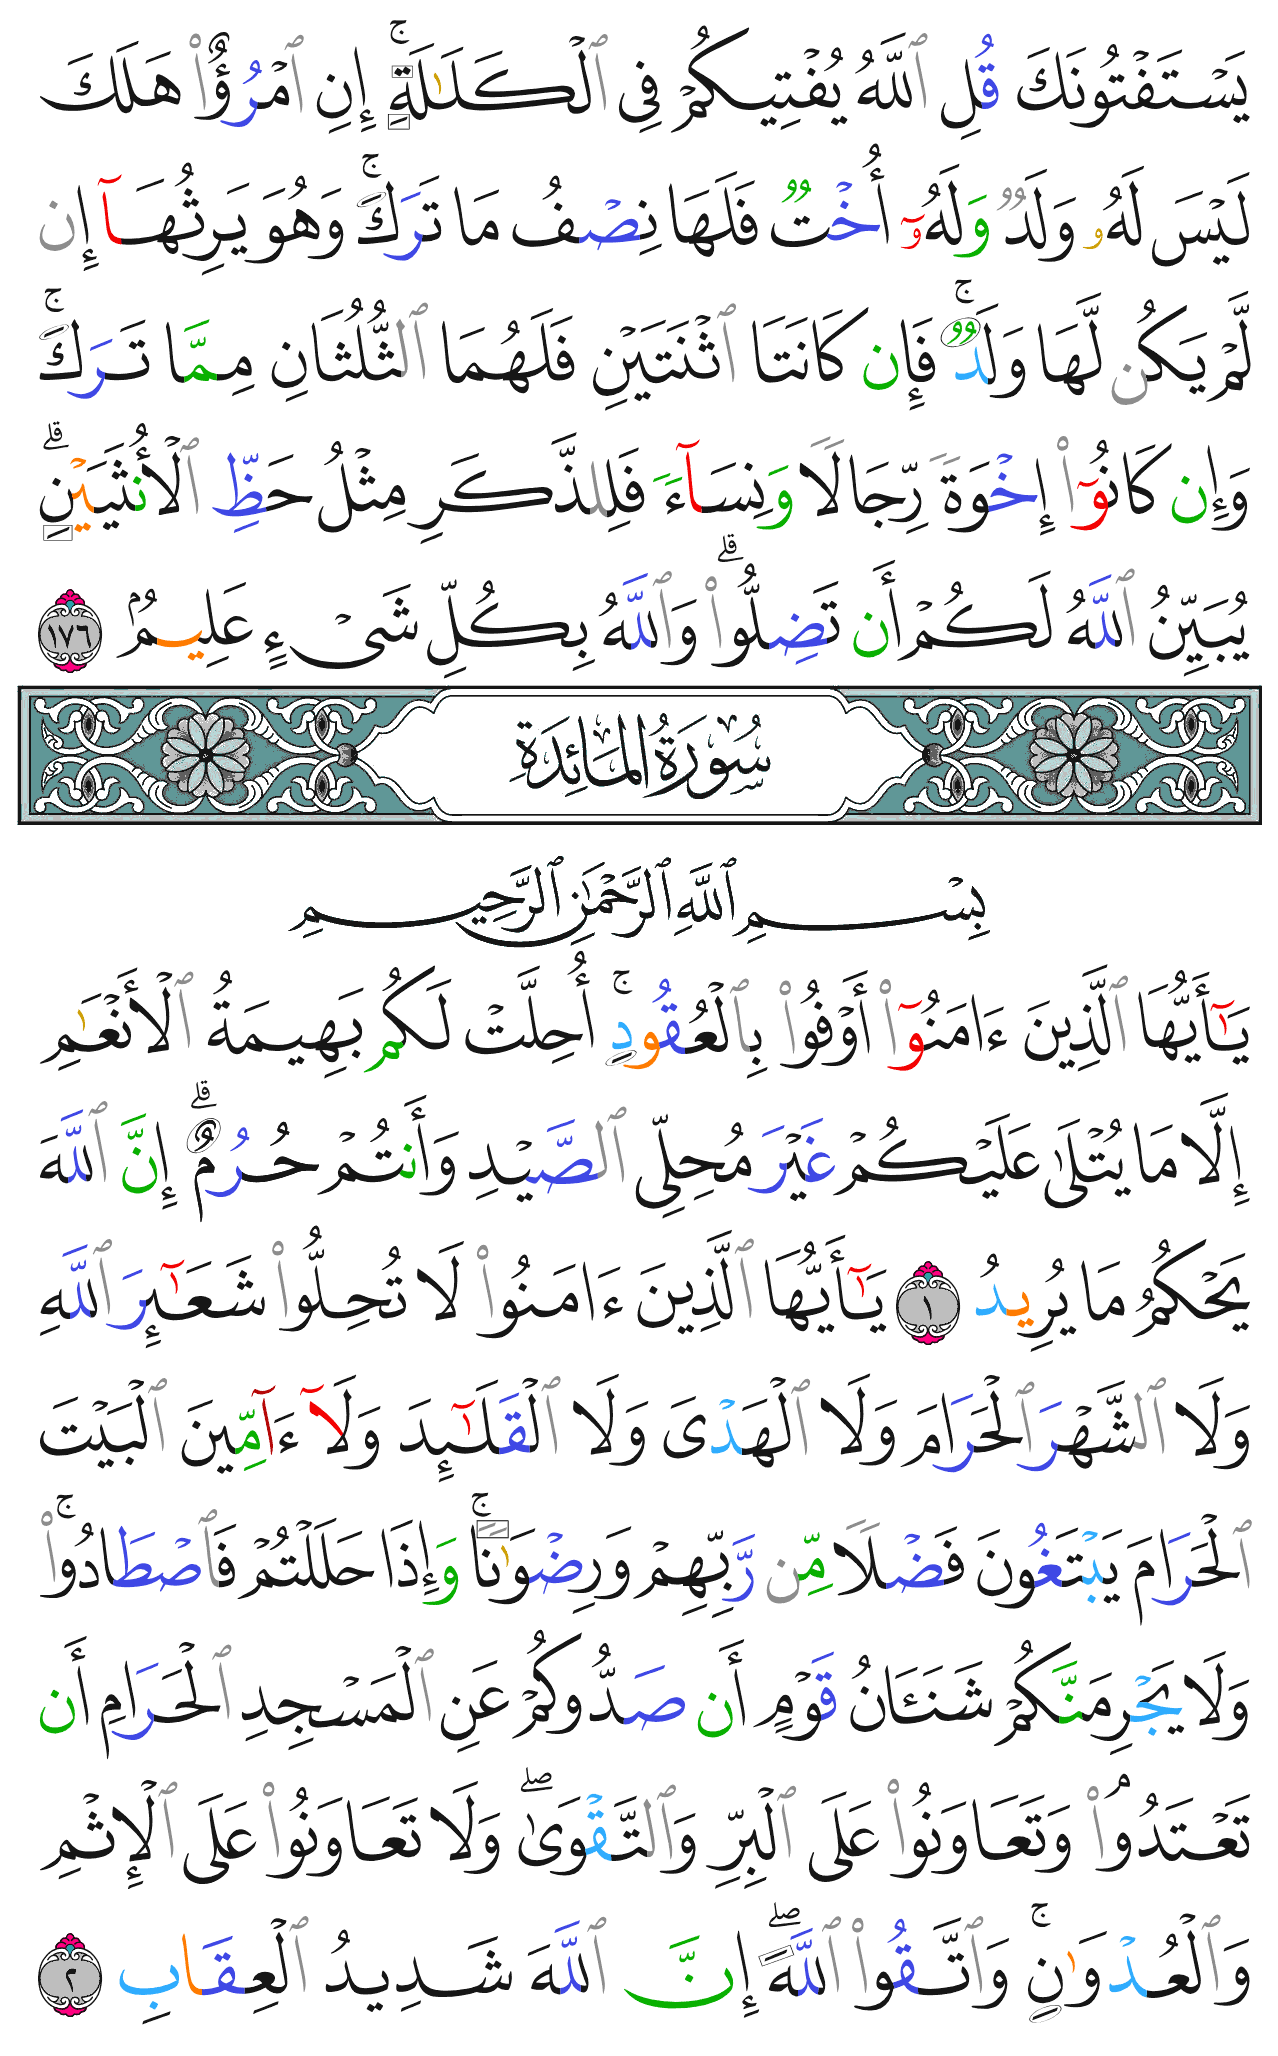 يَسۡتَفۡتُونَكَ قُلِ ٱللَّهُ يُفۡتِيكُمۡ فِي ٱلۡكَلَٰلَةِۚ إِنِ ٱمۡرُؤٌاْ هَلَكَ
لَيۡسَ لَهُۥ وَلَدٞ وَلَهُۥٓ أُخۡتٞ فَلَهَا نِصۡفُ مَا تَرَكَۚ وَهُوَ يَرِثُهَآ إِن
لَّمۡ يَكُن لَّهَا وَلَدٞۚ فَإِن كَانَتَا ٱثۡنَتَيۡنِ فَلَهُمَا ٱلثُّلُثَانِ مِمَّا تَرَكَۚ
وَإِن كَانُوٓاْ إِخۡوَةٗ رِّجَالٗا وَنِسَآءٗ فَلِلذَّكَرِ مِثۡلُ حَظِّ ٱلۡأُنثَيَيۡنِۗ
يُبَيِّنُ ٱللَّهُ لَكُمۡ أَن تَضِلُّواْۗ وَٱللَّهُ بِكُلِّ شَيۡءٍ عَلِيمُۢ ١٧٦
سُورَةُ المَائِدَةِ
بِسۡمِ ٱللَّهِ ٱلرَّحۡمَٰنِ ٱلرَّحِيمِ
يَٰٓأَيُّهَا ٱلَّذِينَ ءَامَنُوٓاْ أَوۡفُواْ بِٱلۡعُقُودِۚ أُحِلَّتۡ لَكُم بَهِيمَةُ ٱلۡأَنۡعَٰمِ
إِلَّا مَا يُتۡلَىٰ عَلَيۡكُمۡ غَيۡرَ مُحِلِّي ٱلصَّيۡدِ وَأَنتُمۡ حُرُمٌۗ إِنَّ ٱللَّهَ
يَحۡكُمُ مَا يُرِيدُ ١ يَٰٓأَيُّهَا ٱلَّذِينَ ءَامَنُواْ لَا تُحِلُّواْ شَعَٰٓئِرَ ٱللَّهِ
وَلَا ٱلشَّهۡرَ ٱلۡحَرَامَ وَلَا ٱلۡهَدۡيَ وَلَا ٱلۡقَلَٰٓئِدَ وَلَآ ءَآمِّينَ ٱلۡبَيۡتَ
ٱلۡحَرَامَ يَبۡتَغُونَ فَضۡلٗا مِّن رَّبِّهِمۡ وَرِضۡوَٰنٗاۚ وَإِذَا حَلَلۡتُمۡ فَٱصۡطَادُواْۚ
وَلَا يَجۡرِمَنَّكُمۡ شَنَـَٔانُ قَوۡمٍ أَن صَدُّوكُمۡ عَنِ ٱلۡمَسۡجِدِ ٱلۡحَرَامِ أَن
تَعۡتَدُواْۘ وَتَعَاوَنُواْ عَلَى ٱلۡبِرِّ وَٱلتَّقۡوَىٰۖ وَلَا تَعَاوَنُواْ عَلَى ٱلۡإِثۡمِ
وَٱلۡعُدۡوَٰنِۚ وَٱتَّقُواْ ٱللَّهَۖ إِنَّ ٱللَّهَ شَدِيدُ ٱلۡعِقَابِ ٢